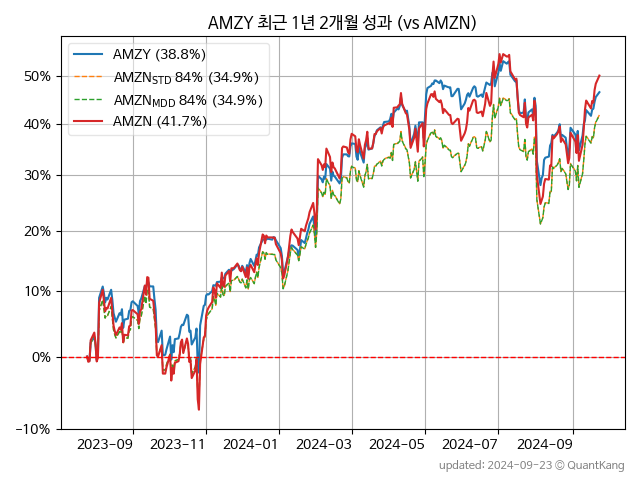 AMZY 최근 1년 2개월 성과 (vs AMZN)
AMZY (38.8%)
AMZN_STD 84% (34.9%)
AMZN_MDD 84% (34.9%)
AMZN (41.7%)
50%
40%
30%
20%
10%
0%
−10%
2023-09 2023-11 2024-01 2024-03 2024-05 2024-07 2024-09
updated: 2024-09-23 © QuantKang